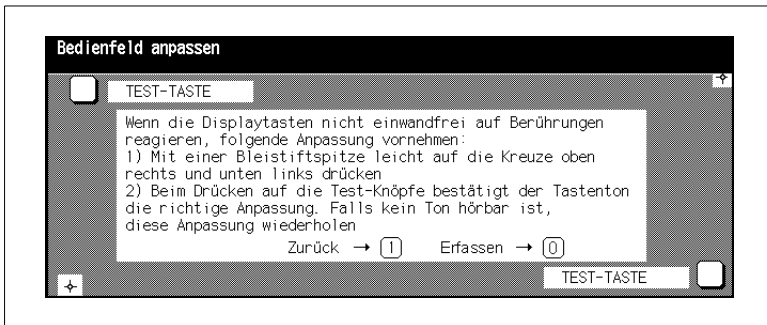 Bedienfeld anpassen
TEST-TASTE
Wenn die Displaytasten nicht einwandfrei auf Berührungen
reagieren, folgende Anpassung vornehmen:
1) Mit einer Bleistiftspitze leicht auf die Kreuze oben
rechts und unten links drücken
2) Beim Drücken auf die Test-Knöpfe bestätigt der Tastenton
die richtige Anpassung. Falls kein Ton hörbar ist,
diese Anpassung wiederholen
Zurück → 1 Erfassen → 0
TEST-TASTE